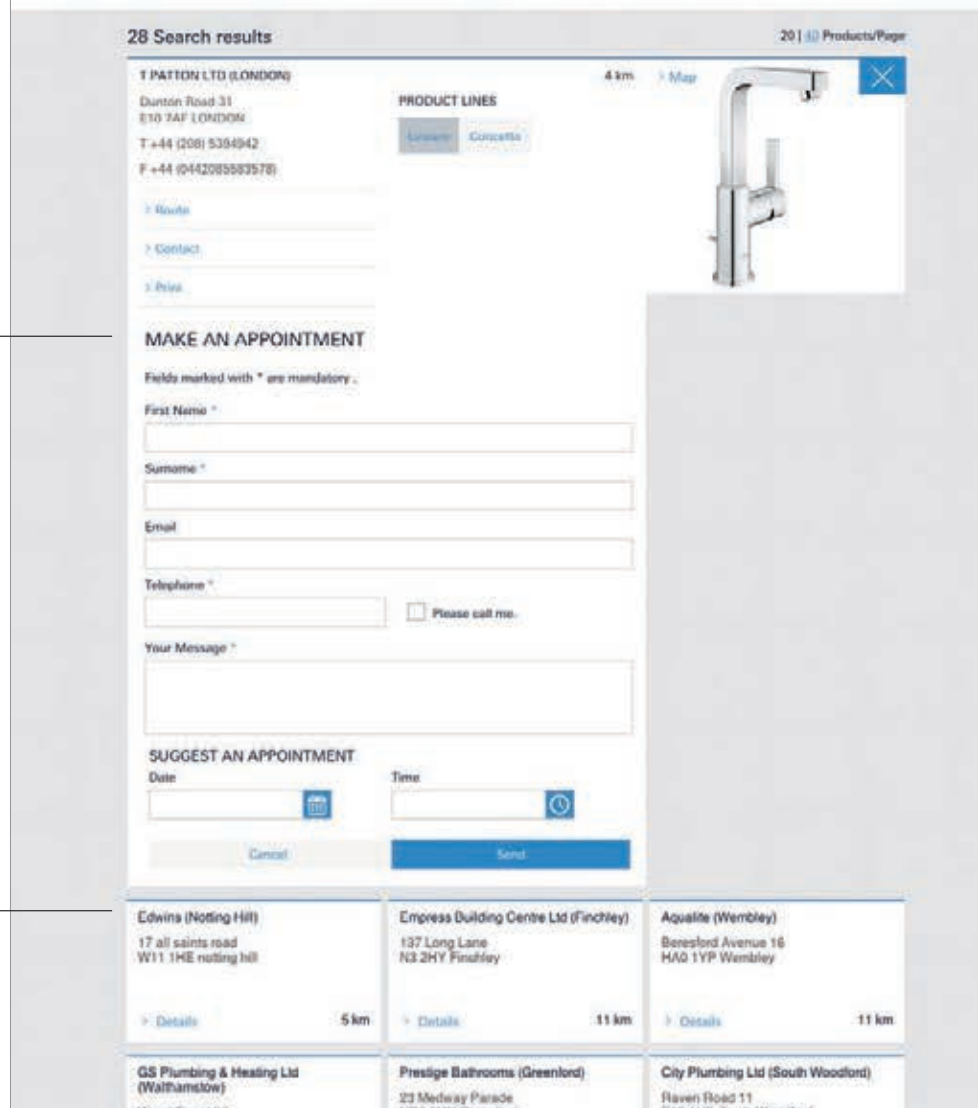 28 Search results
20 | 40 Products/Page
T PATTON LTD (LONDON)
4 km
> Map
Dunton Road 31
E10 7AF LONDON
PRODUCT LINES
Lineare Concetto
T +44 (208) 5394942
F +44 (0442085583578)
> Route
> Contact
> Print
MAKE AN APPOINTMENT
Fields marked with * are mandatory .
First Name *
Surname *
Email
Telephone *
Please call me.
Your Message *
SUGGEST AN APPOINTMENT
Date
Time
Cancel
Send
Edwins (Notting Hill)
17 all saints road
W11 1HE notting hill
> Details 5 km
Empress Building Centre Ltd (Finchley)
137 Long Lane
N3 2HY Finchley
> Details 11 km
Aqualite (Wembley)
Beresford Avenue 16
HA0 1YP Wembley
> Details 11 km
GS Plumbing & Heating Ltd
(Walthamstow)
Prestige Bathrooms (Greenford)
23 Medway Parade
City Plumbing Ltd (South Woodford)
Raven Road 11